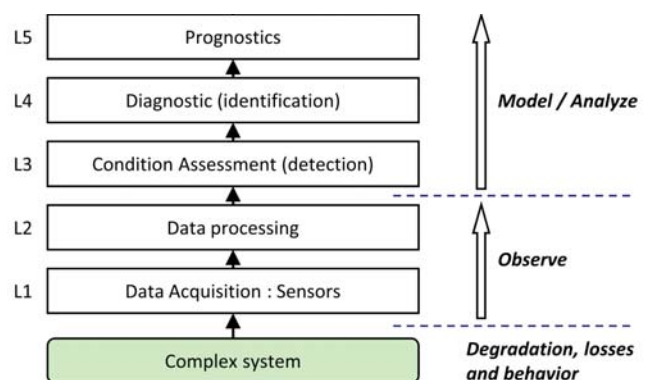 L5 Prognostics
L4 Diagnostic (identification)
Model / Analyze
L3 Condition Assessment (detection)
L2 Data processing
Observe
L1 Data Acquisition : Sensors
Complex system
Degradation, losses
and behavior